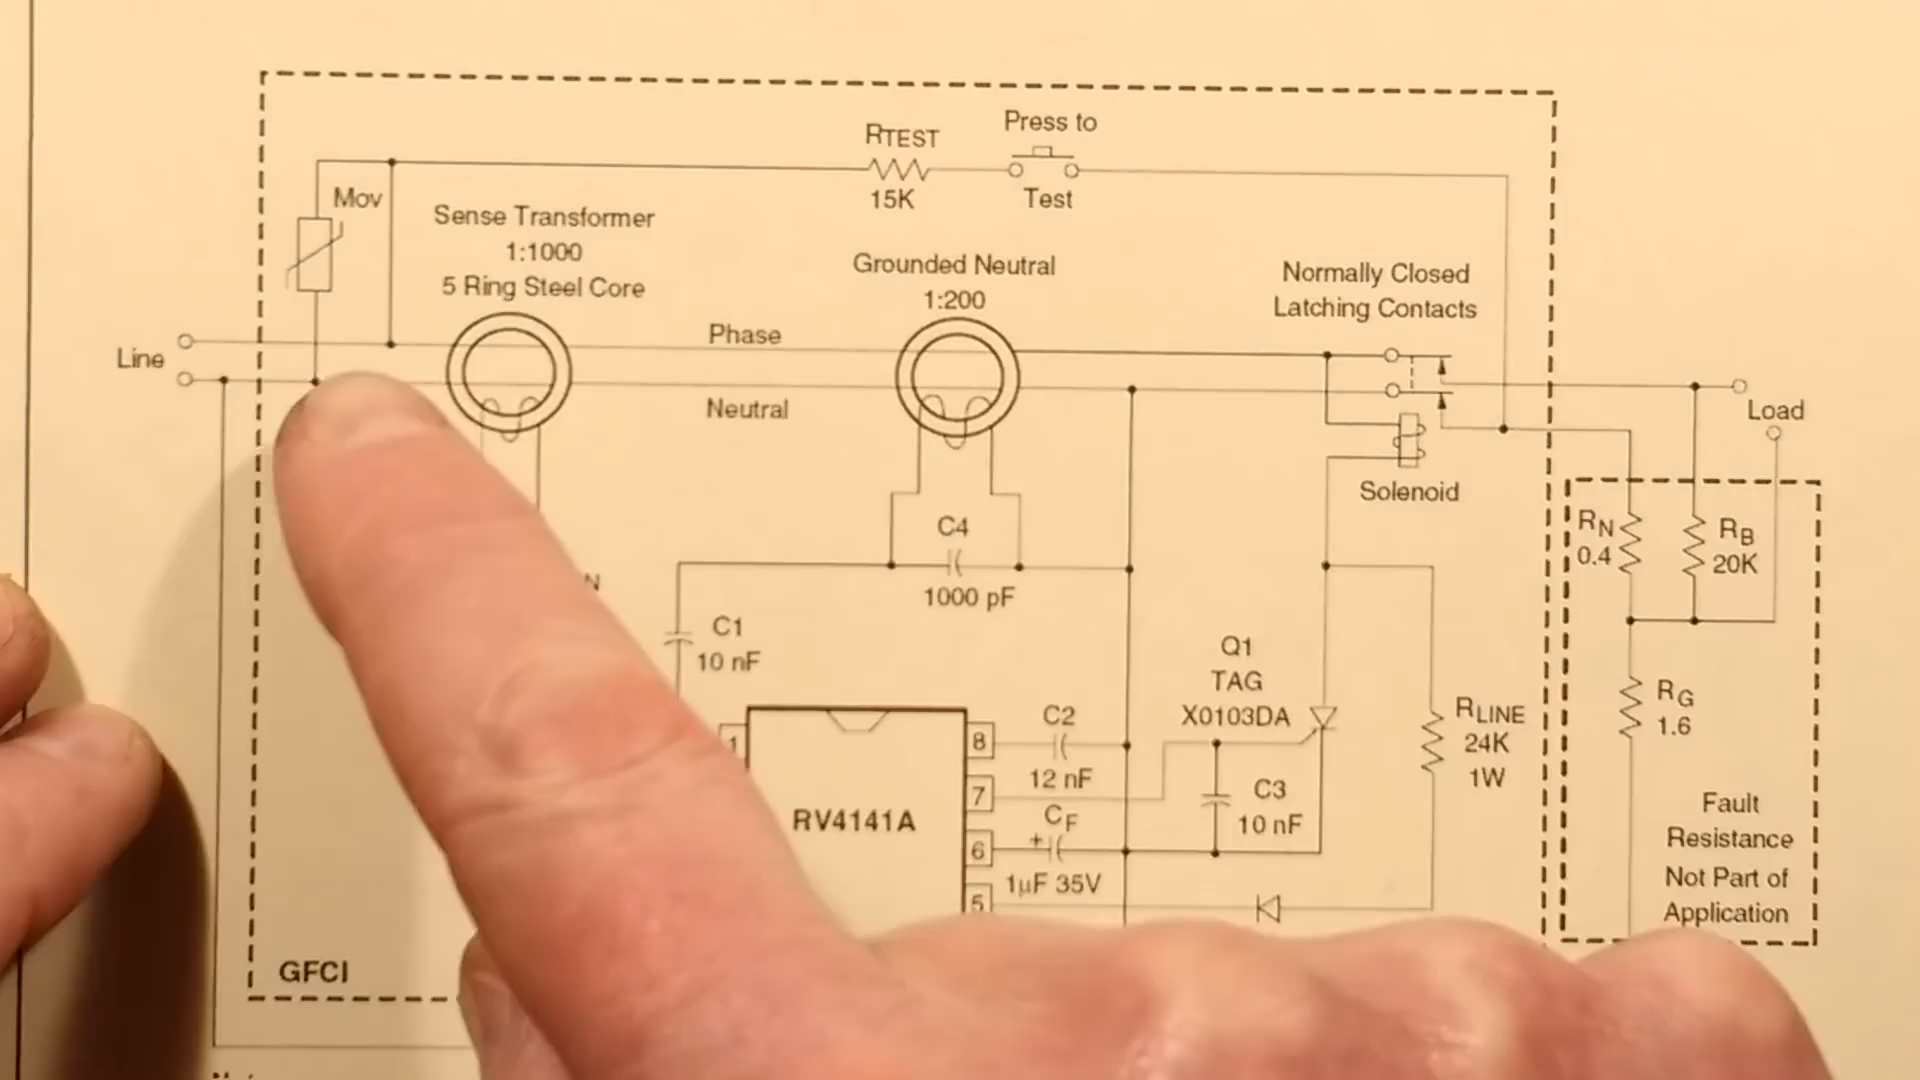 RTEST
15K
Press to
Test
Mov
Sense Transformer
1:1000
5 Ring Steel Core
Grounded Neutral
1:200
Normally Closed
Latching Contacts
Line
Phase
Neutral
Load
Solenoid
C4
1000 pF
RN
0.4
RB
20K
N
C1
10 nF
Q1
TAG
X0103DA
RG
1.6
RLINE
24K
1W
1
RV4141A
8
7
6
5
C2
12 nF
CF
+
1µF 35V
C3
10 nF
Fault
Resistance
Not Part of
Application
GFCI